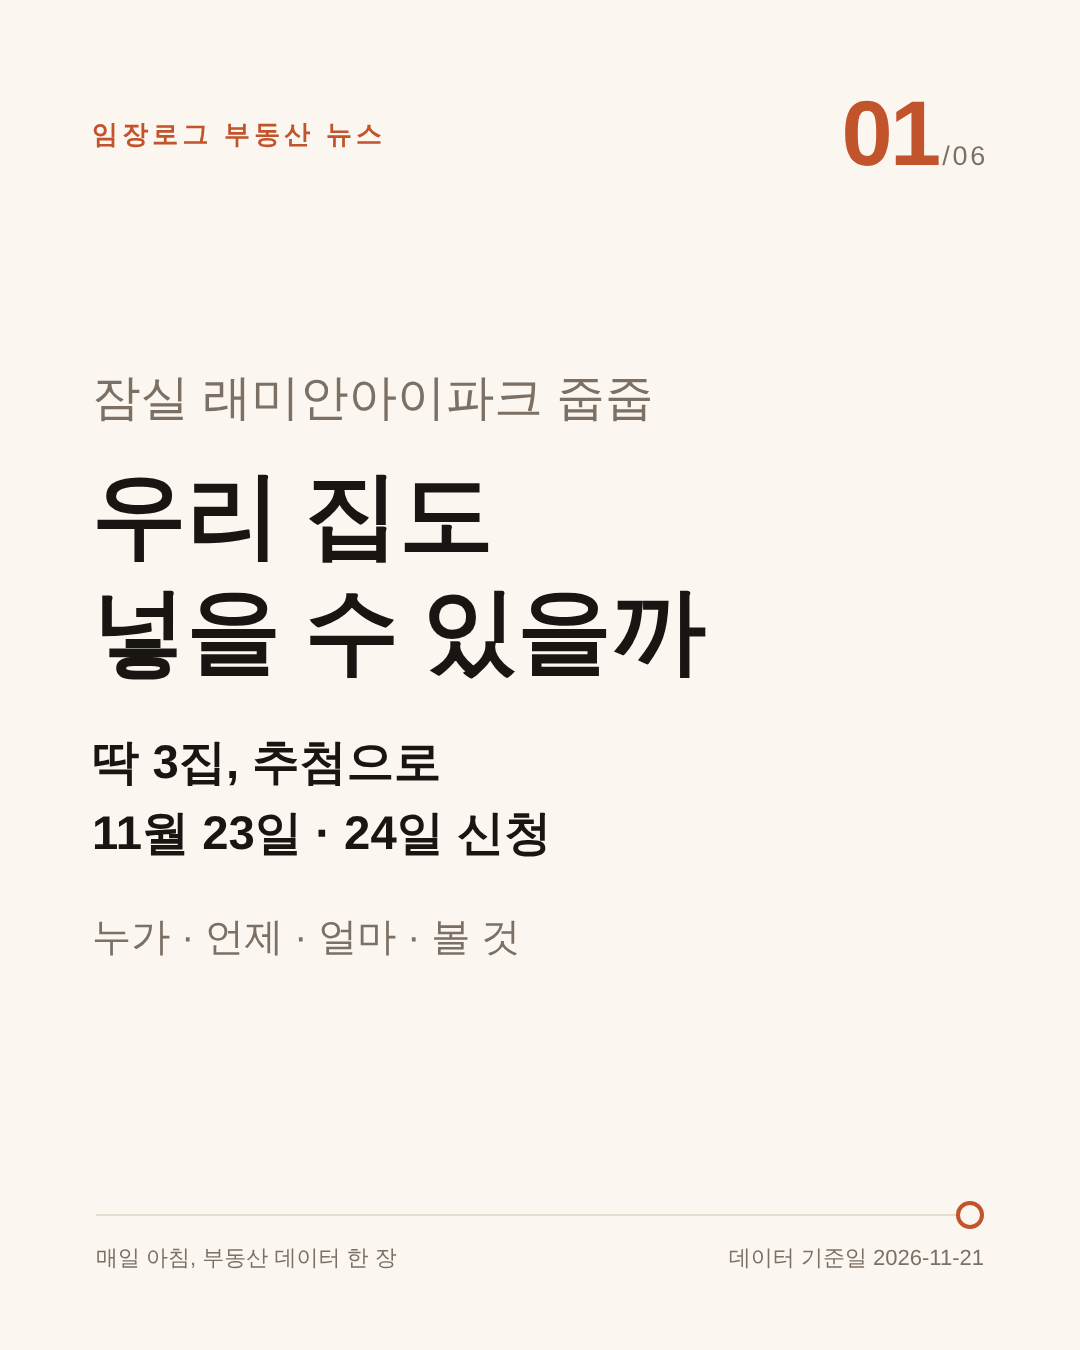 임장로그 부동산 뉴스
01/06
잠실 래미안아이파크 줍줍
우리 집도
넣을 수 있을까
딱 3집, 추첨으로
11월 23일 · 24일 신청
누가 · 언제 · 얼마 · 볼 것
매일 아침, 부동산 데이터 한 장
데이터 기준일 2026-11-21